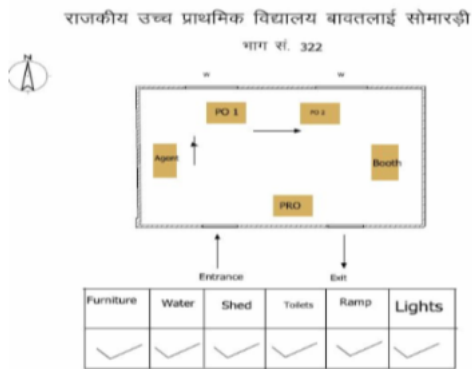 राजकीय उच्च प्राथमिक विद्यालय बावतलाई सोमारड़ी
भाग सं. 322
N
W W
PO 1 PO 2
Agent Booth
PRO
Entrance Exit
Furniture Water Shed Toilets Ramp Lights